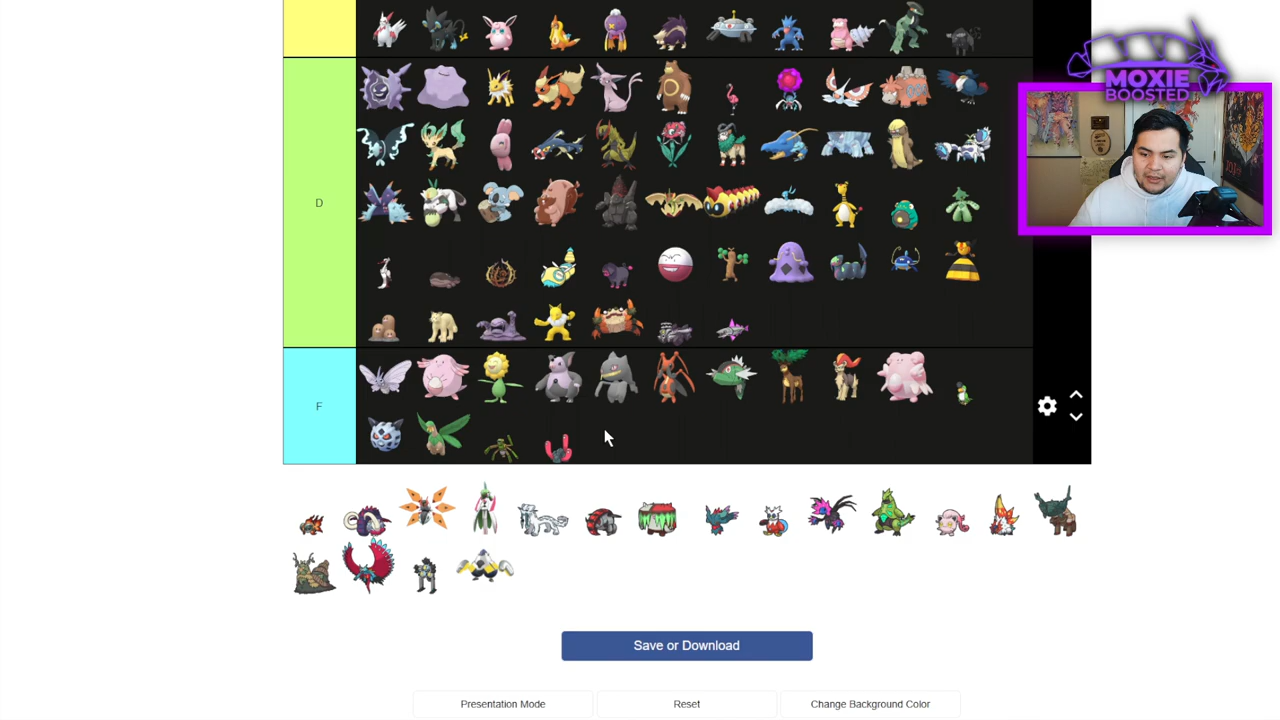 MOXIE
BOOSTED
D
F
Save or Download
Presentation Mode
Reset
Change Background Color